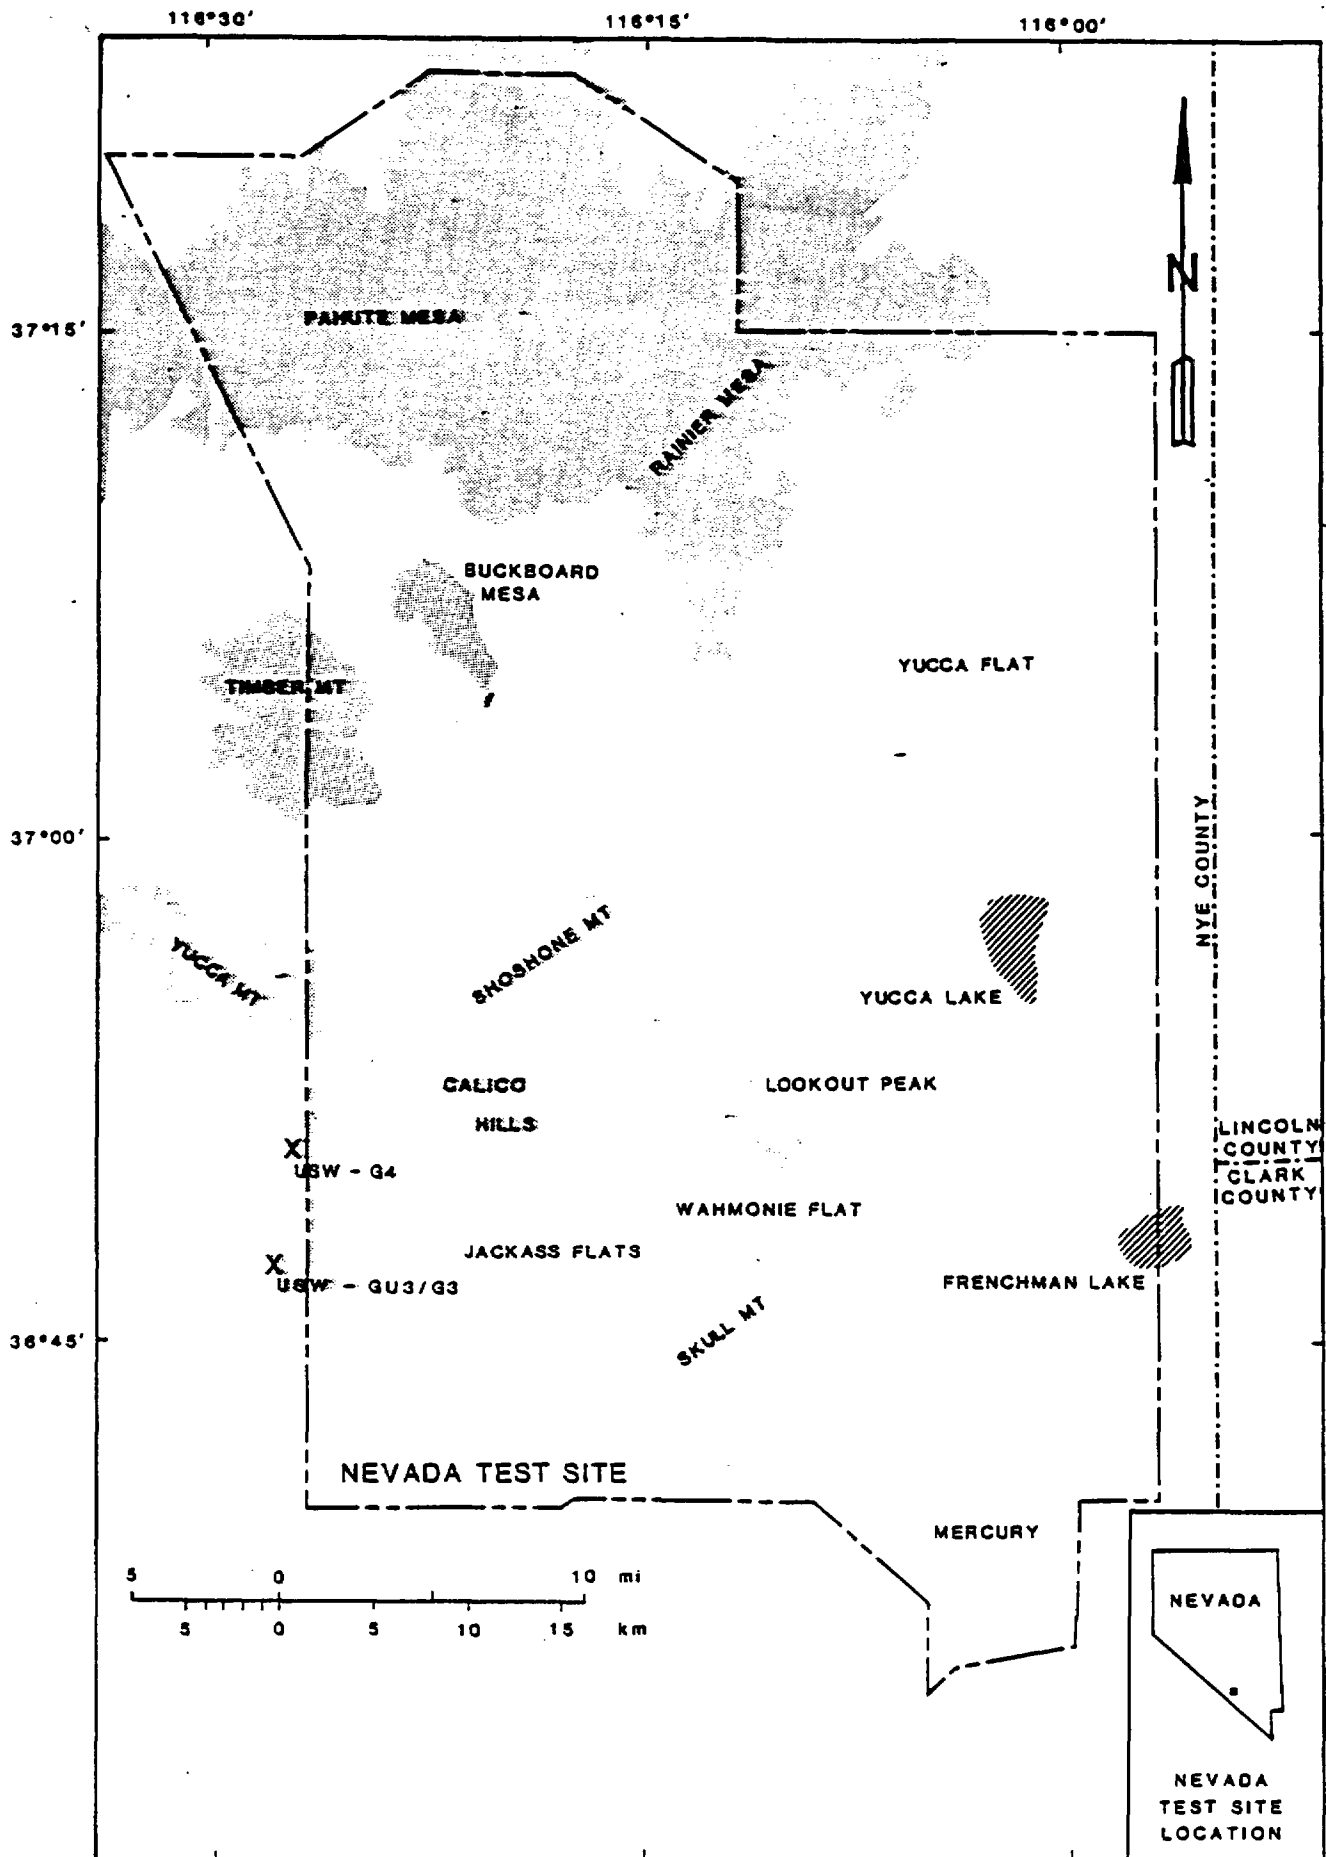 116°30'
116°15'
116°00'
N
37°15'
PAHUTE MESA
RAINIER MESA
BUCKBOARD
MESA
YUCCA FLAT
TIMBER MT
37°00'
NYE COUNTY
YUCCA MT
SHOSHONE MT
YUCCA LAKE
CALICO
HILLS
LOOKOUT PEAK
LINCOLN
COUNTY
CLARK
COUNTY
X
USW - G4
WAHMONIE FLAT
JACKASS FLATS
X
USW - GU3/G3
FRENCHMAN LAKE
36°45'
SKULL MT
NEVADA TEST SITE
MERCURY
5 0 10 mi
5 0 5 10 15 km
NEVADA
NEVADA
TEST SITE
LOCATION